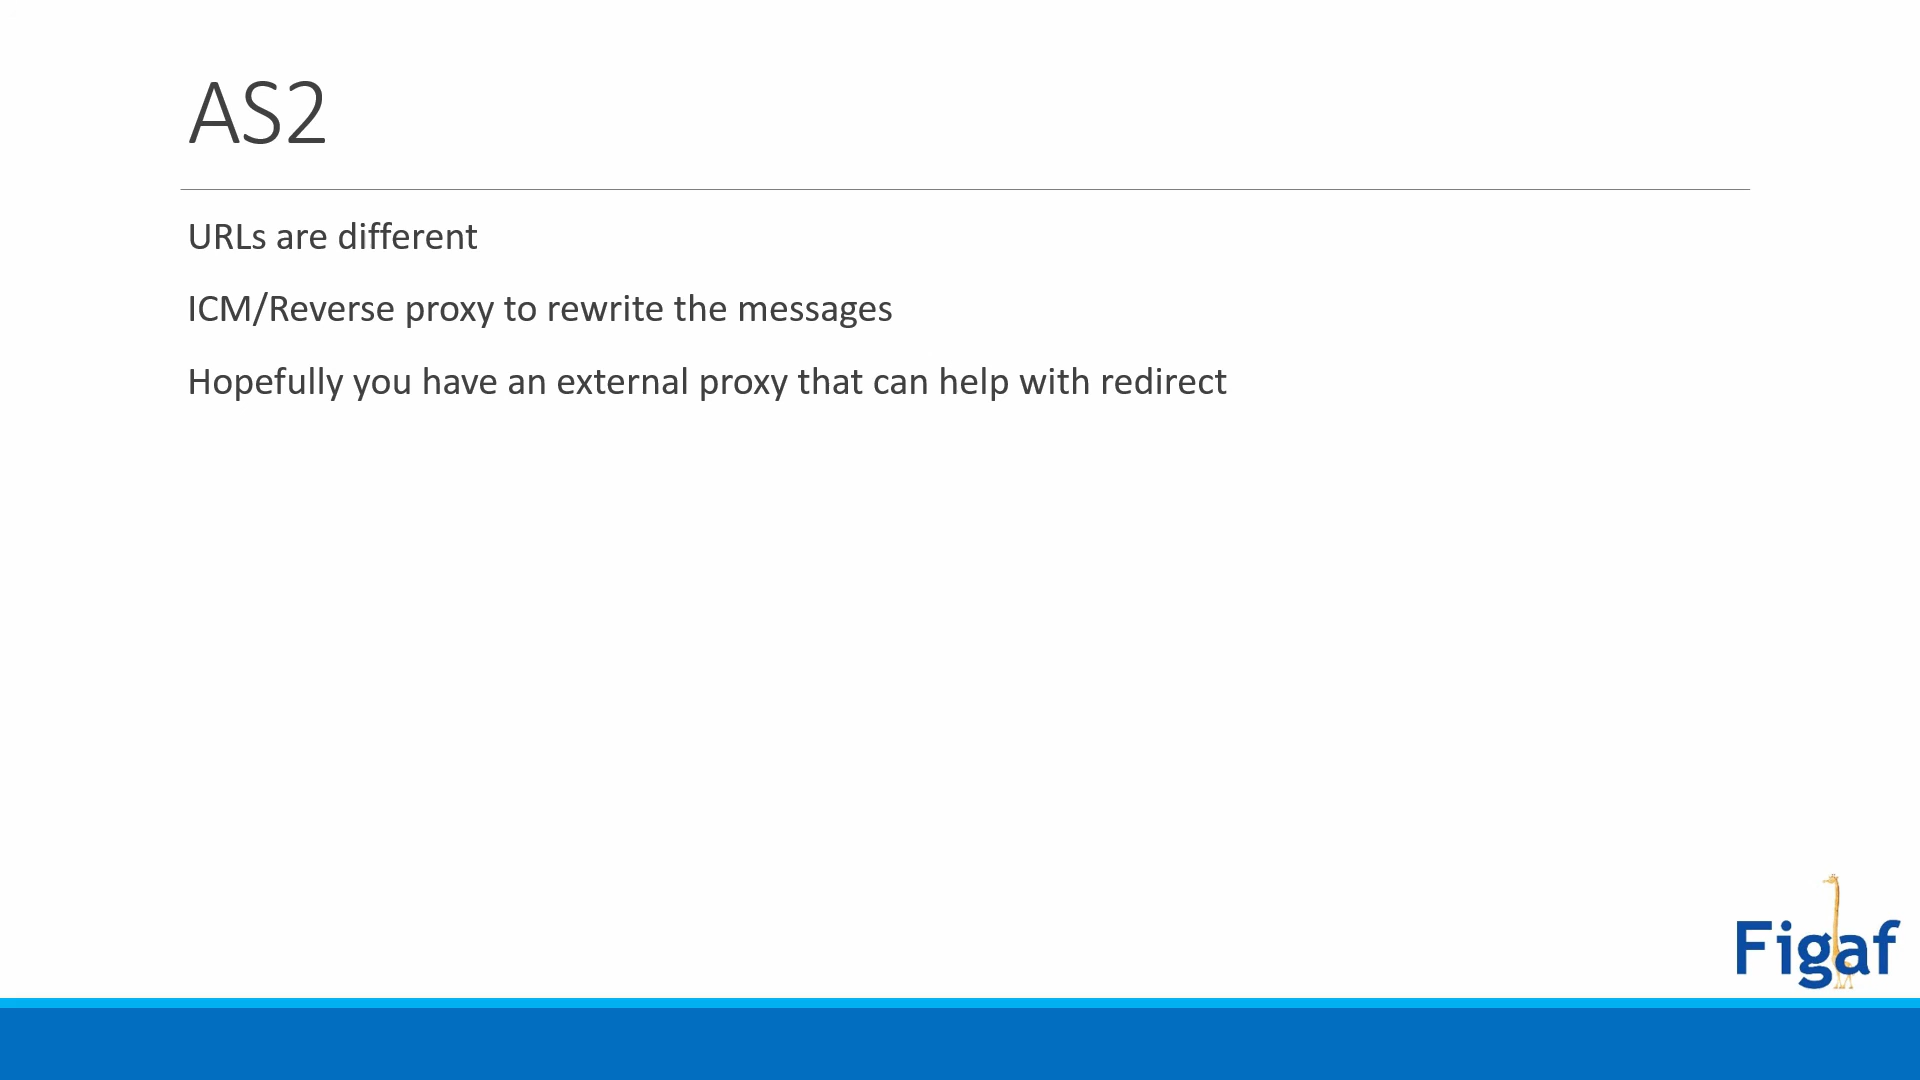 AS2
URLs are different
ICM/Reverse proxy to rewrite the messages
Hopefully you have an external proxy that can help with redirect
Figaf